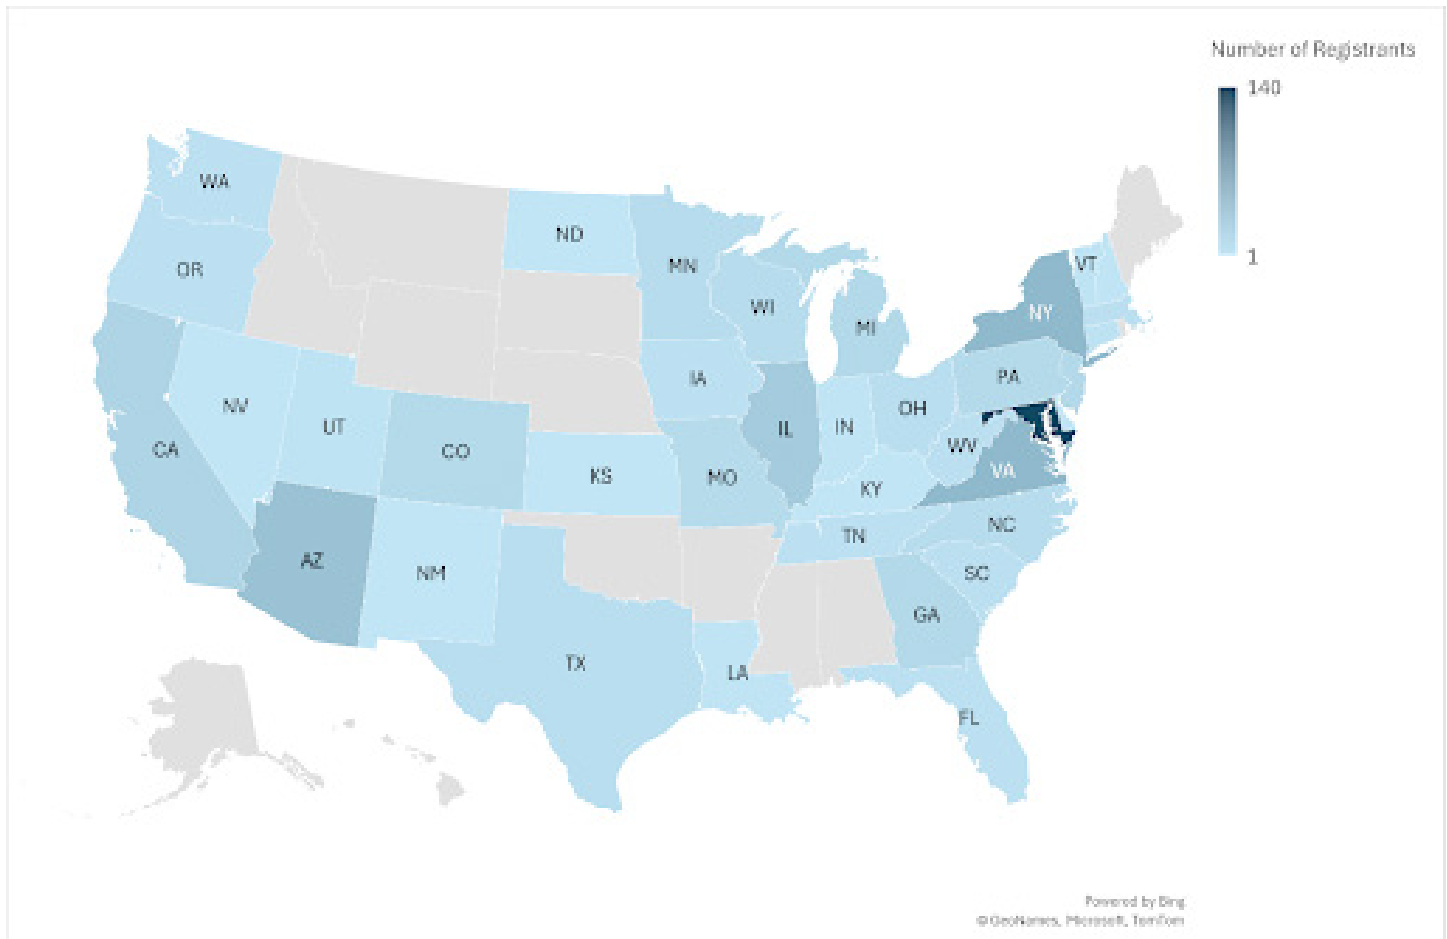 Number of Registrants
140
1
WA
ND
MN
VT
OR
WI
NY
MI
IA
PA
NV
OH
UT
IL
IN
CA
CO
WV
KS
MO
VA
KY
NC
TN
AZ
NM
SC
GA
TX
LA
FL
Powered by Bing
© GeoNames, Microsoft, TomTom